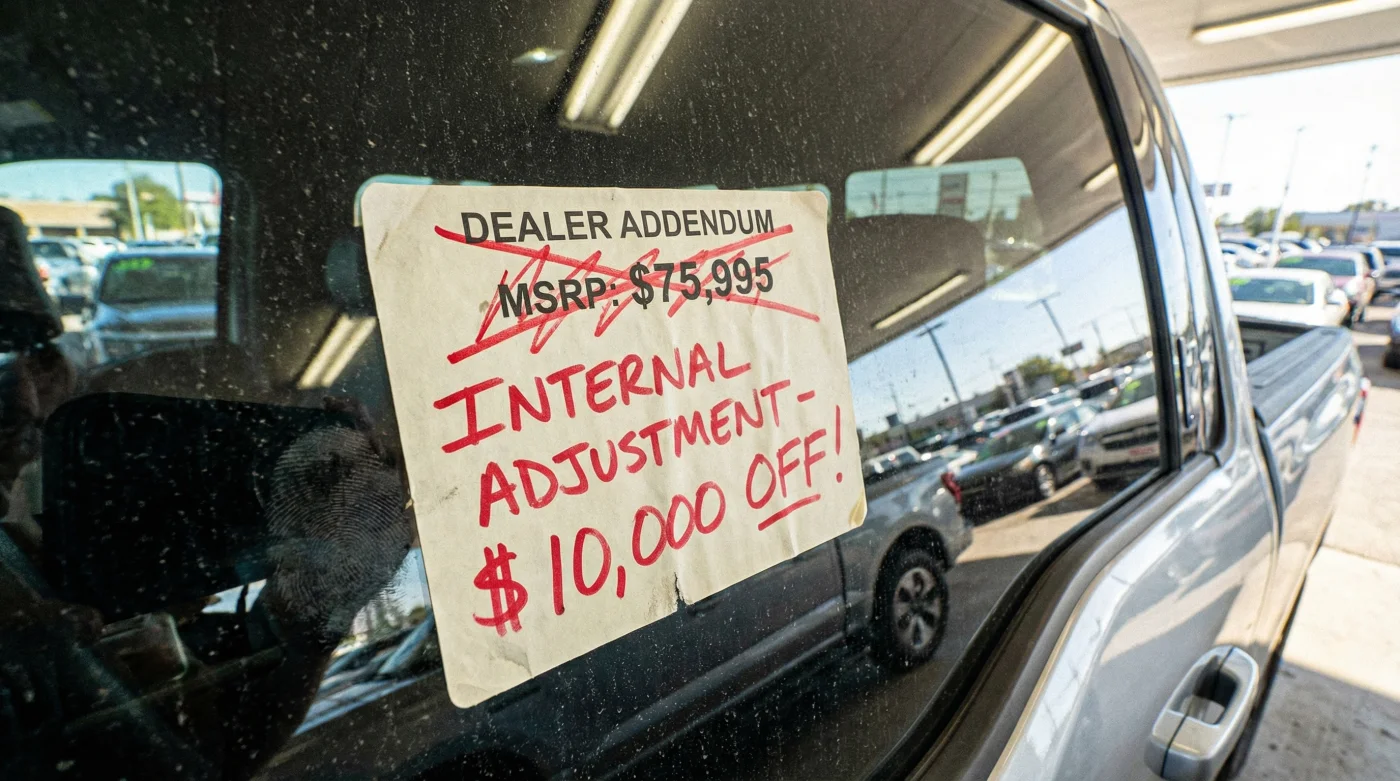 DEALER ADDENDUM
MSRP: $75,995
INTERNAL
ADJUSTMENT-
$10,000 OFF!